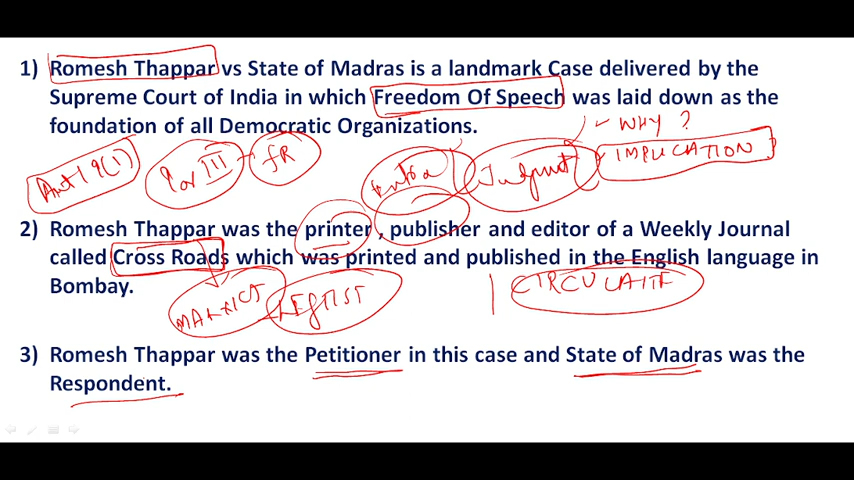 1) Romesh Thappar vs State of Madras is a landmark Case delivered by the
Supreme Court of India in which Freedom Of Speech was laid down as the
foundation of all Democratic Organizations.
- WHY ?
IMPLICATION ?
Art 19(1)
Par III - fR
Intro
Judgment
2) Romesh Thappar was the printer , publisher and editor of a Weekly Journal
called Cross Roads which was printed and published in the English language in
Bombay.
MARXIST
LEFTIST
CIRCULATE
3) Romesh Thappar was the Petitioner in this case and State of Madras was the
Respondent.